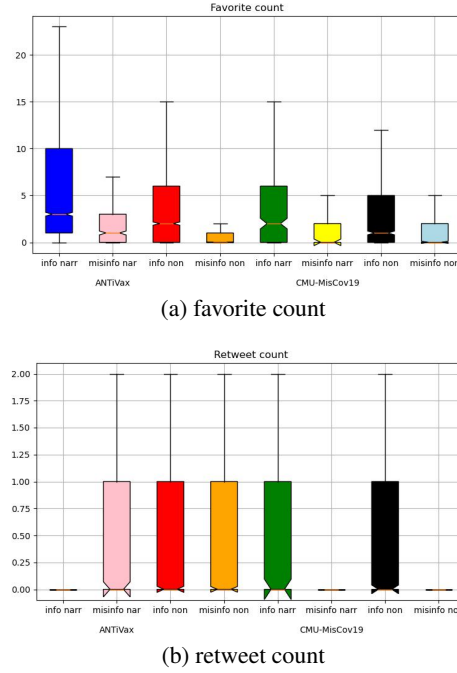 Favorite count
20
15
10
5
0
info narr misinfo nar info non misinfo non info narr misinfo narr info non misinfo non
ANTiVax CMU-MisCov19
(a) favorite count
Retweet count
2.00
1.75
1.50
1.25
1.00
0.75
0.50
0.25
0.00
info narr misinfo nar info non misinfo non info narr misinfo narr info non misinfo non
ANTiVax CMU-MisCov19
(b) retweet count